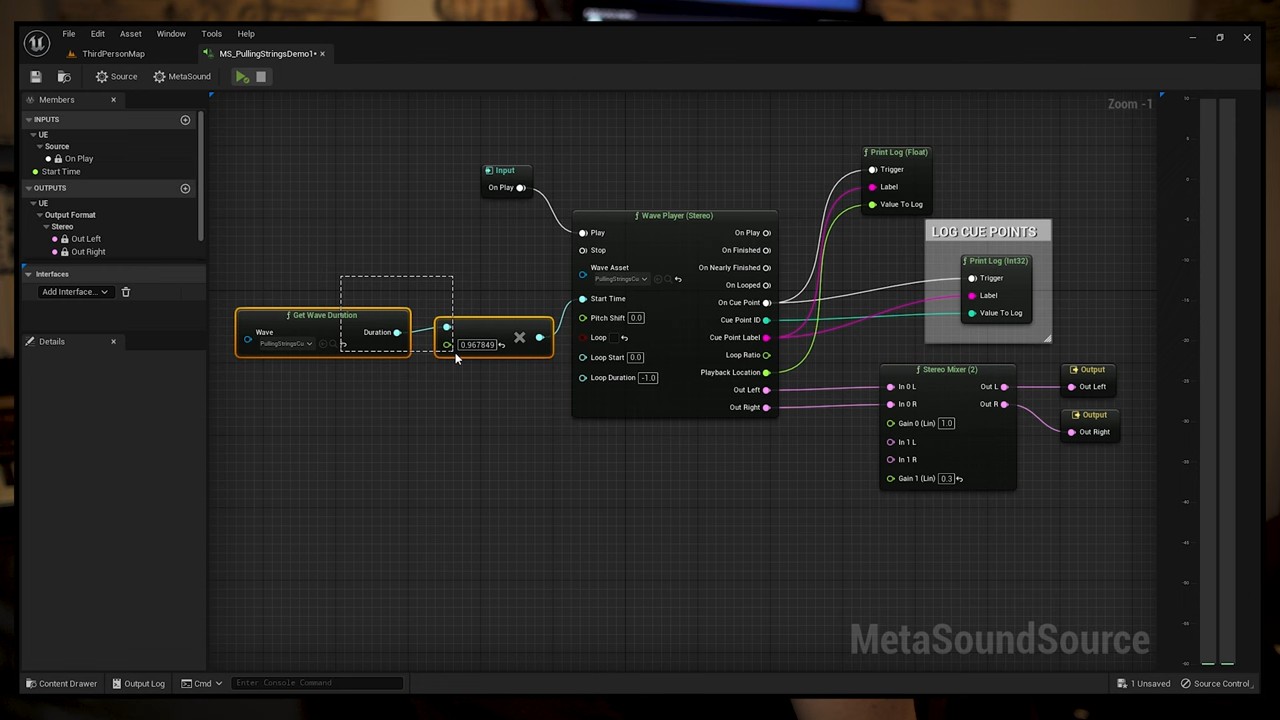 File Edit Asset Window Tools Help
ThirdPersonMap
MS_PullingStringsDemo1•
Source
MetaSound
Members
INPUTS
UE
Source
On Play
Start Time
OUTPUTS
UE
Output Format
Stereo
Out Left
Out Right
Interfaces
Add Interface...
Details
Zoom -1
Input
On Play
Get Wave Duration
Wave
PullingStringsCu
Duration
0.967849
Wave Player (Stereo)
Play
Stop
Wave Asset
PullingStringsCu
Start Time
Pitch Shift 0.0
Loop
Loop Start 0.0
Loop Duration -1.0
On Play
On Finished
On Nearly Finished
On Looped
On Cue Point
Cue Point ID
Cue Point Label
Loop Ratio
Playback Location
Out Left
Out Right
Print Log (Float)
Trigger
Label
Value To Log
LOG CUE POINTS
Print Log (Int32)
Trigger
Label
Value To Log
Stereo Mixer (2)
In 0 L
In 0 R
Gain 0 (Lin) 1.0
In 1 L
In 1 R
Gain 1 (Lin) 0.3
Out L
Out R
Output
Out Left
Output
Out Right
MetaSoundSource
Content Drawer
Output Log
Cmd
Enter Console Command
1 Unsaved
Source Control